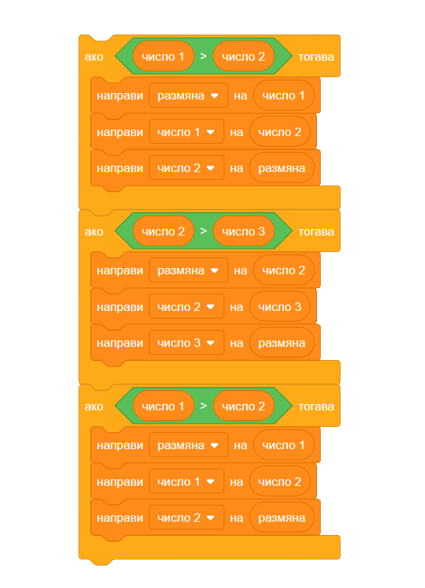 ако число 1 > число 2 тогава
направи размяна на число 1
направи число 1 на число 2
направи число 2 на размяна
ако число 2 > число 3 тогава
направи размяна на число 2
направи число 2 на число 3
направи число 3 на размяна
ако число 1 > число 2 тогава
направи размяна на число 1
направи число 1 на число 2
направи число 2 на размяна